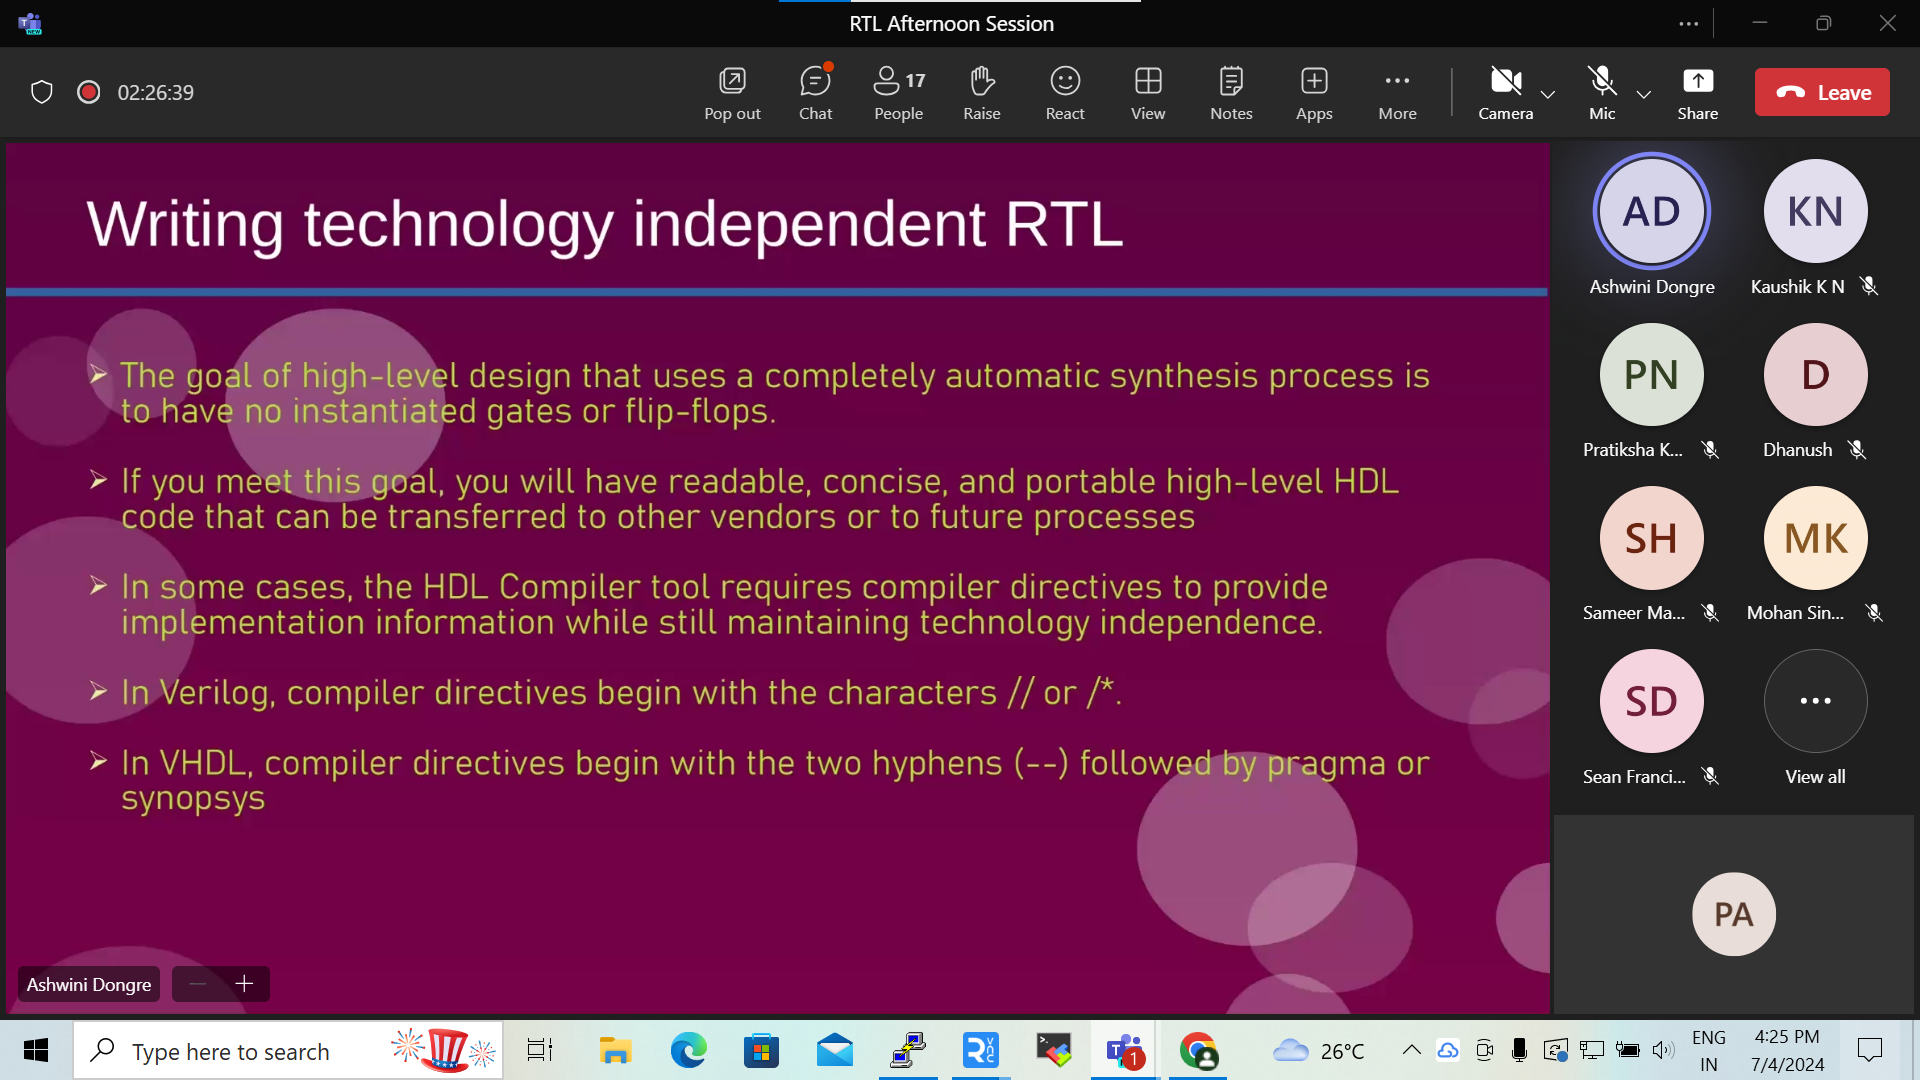 RTL Afternoon Session
02:26:39
Pop out
Chat
17
People
Raise
React
View
Notes
Apps
More
Camera
Mic
Share
Leave
Writing technology independent RTL
The goal of high-level design that uses a completely automatic synthesis process is
to have no instantiated gates or flip-flops.
If you meet this goal, you will have readable, concise, and portable high-level HDL
code that can be transferred to other vendors or to future processes
In some cases, the HDL Compiler tool requires compiler directives to provide
implementation information while still maintaining technology independence.
In Verilog, compiler directives begin with the characters // or /*.
In VHDL, compiler directives begin with the two hyphens (--) followed by pragma or
synopsys
Ashwini Dongre
AD
KN
Ashwini Dongre
Kaushik K N
PN
D
Pratiksha K...
Dhanush
SH
MK
Sameer Ma...
Mohan Sin...
SD
Sean Franci...
View all
PA
Type here to search
1
26°C
ENG
IN
4:25 PM
7/4/2024